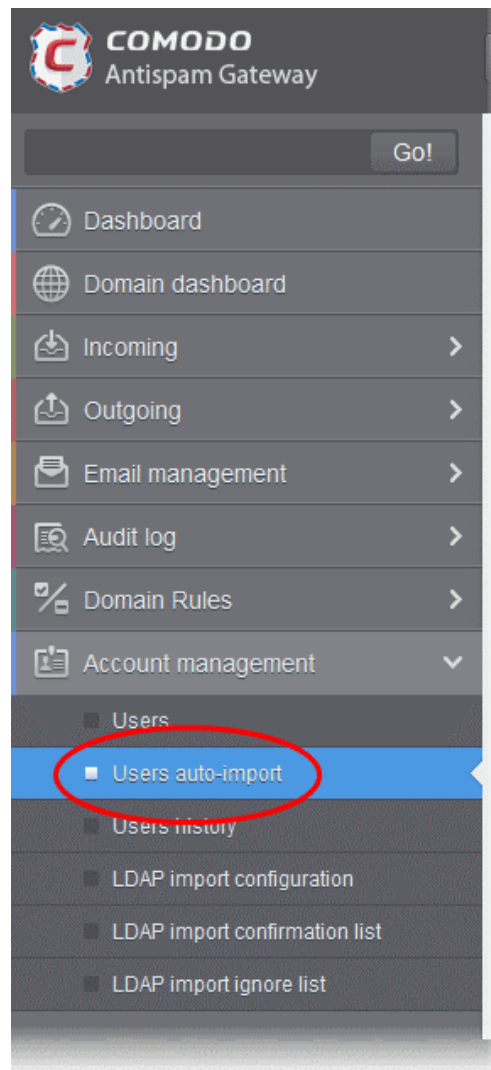 COMODO
Antispam Gateway
Go!
Dashboard
Domain dashboard
Incoming
Outgoing
Email management
Audit log
Domain Rules
Account management
Users
Users auto-import
Users history
LDAP import configuration
LDAP import confirmation list
LDAP import ignore list